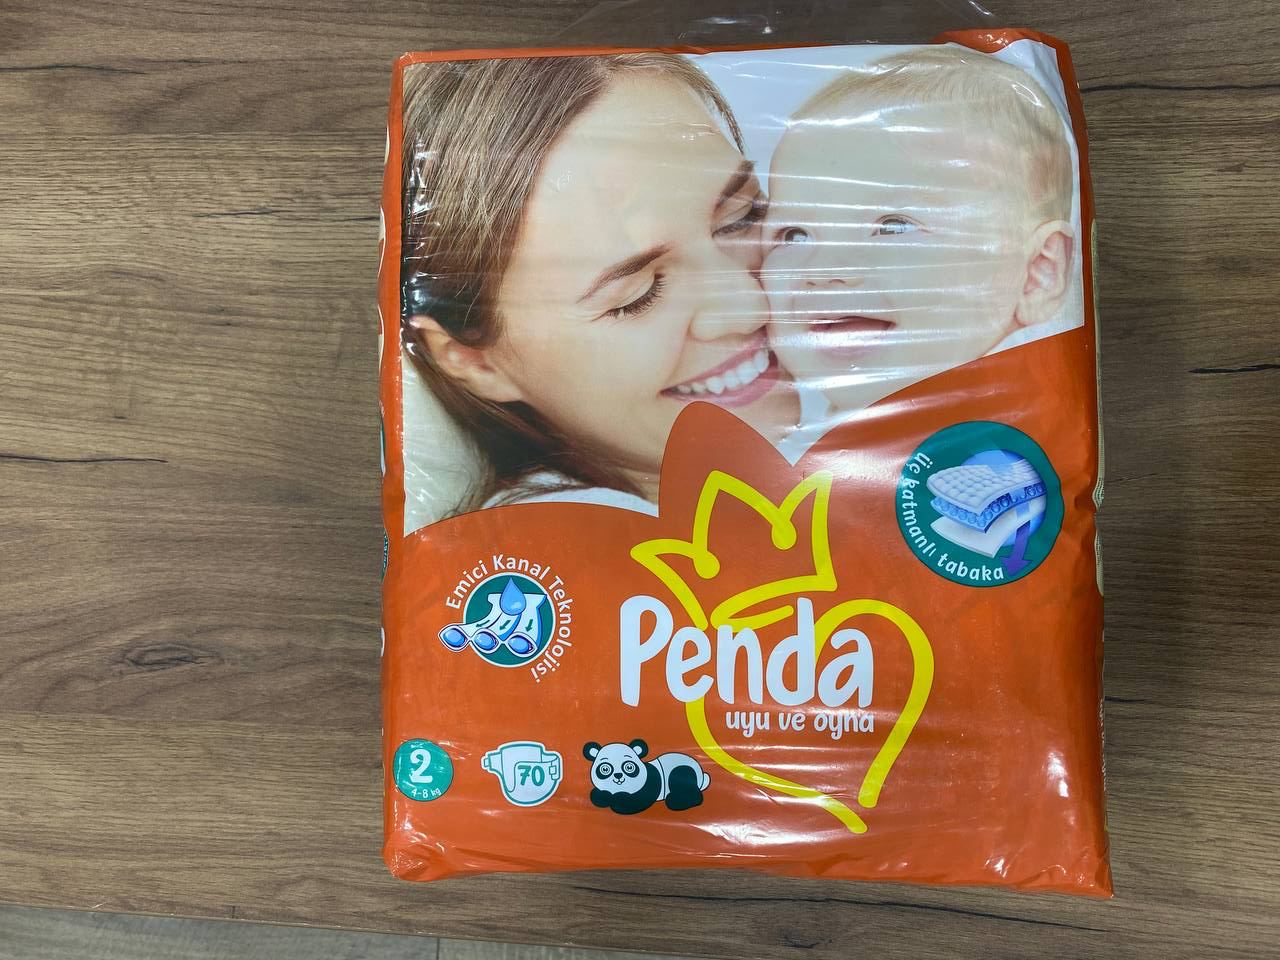 üç katmanlı tabaka
Emici Kanal Teknolojisi
Penda
uyu ve oyna
2
4-8 kg
70